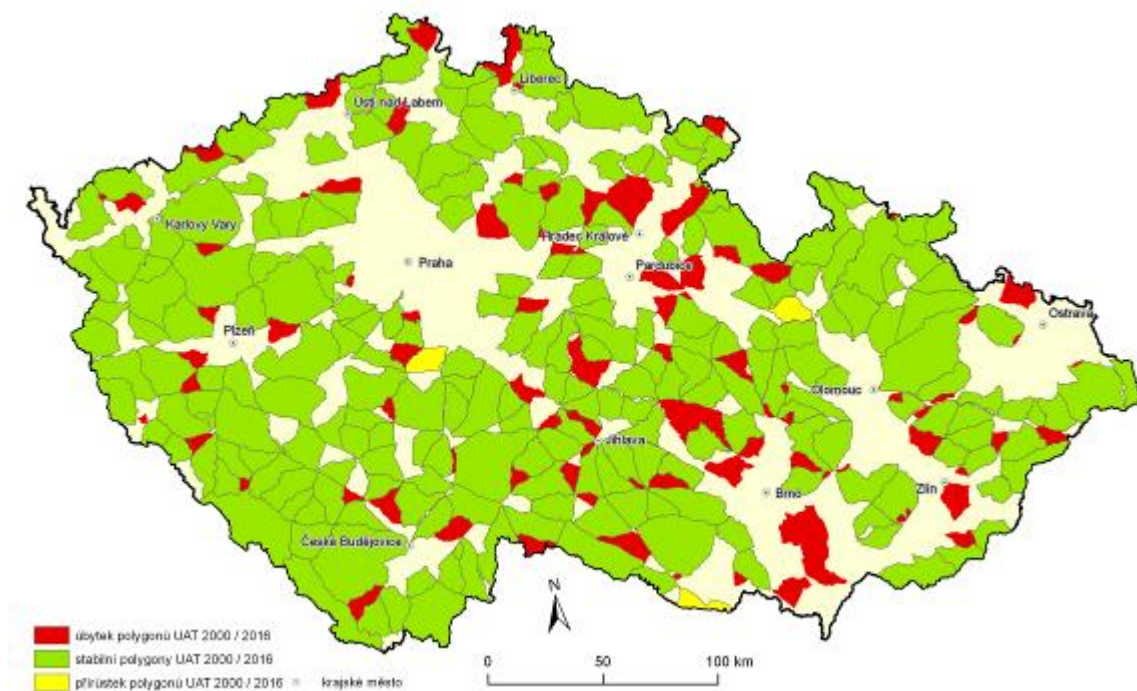 Liberec
Ústí nad Labem
Karlovy Vary
Hradec Králové
Praha
Pardubice
Ostrava
Plzeň
Olomouc
Jihlava
Zlín
Brno
České Budějovice
N
úbytek polygonů UAT 2000 / 2016
stabilní polygony UAT 2000 / 2016
přírůstek polygonů UAT 2000 / 2016 krajské město
0 50 100 km